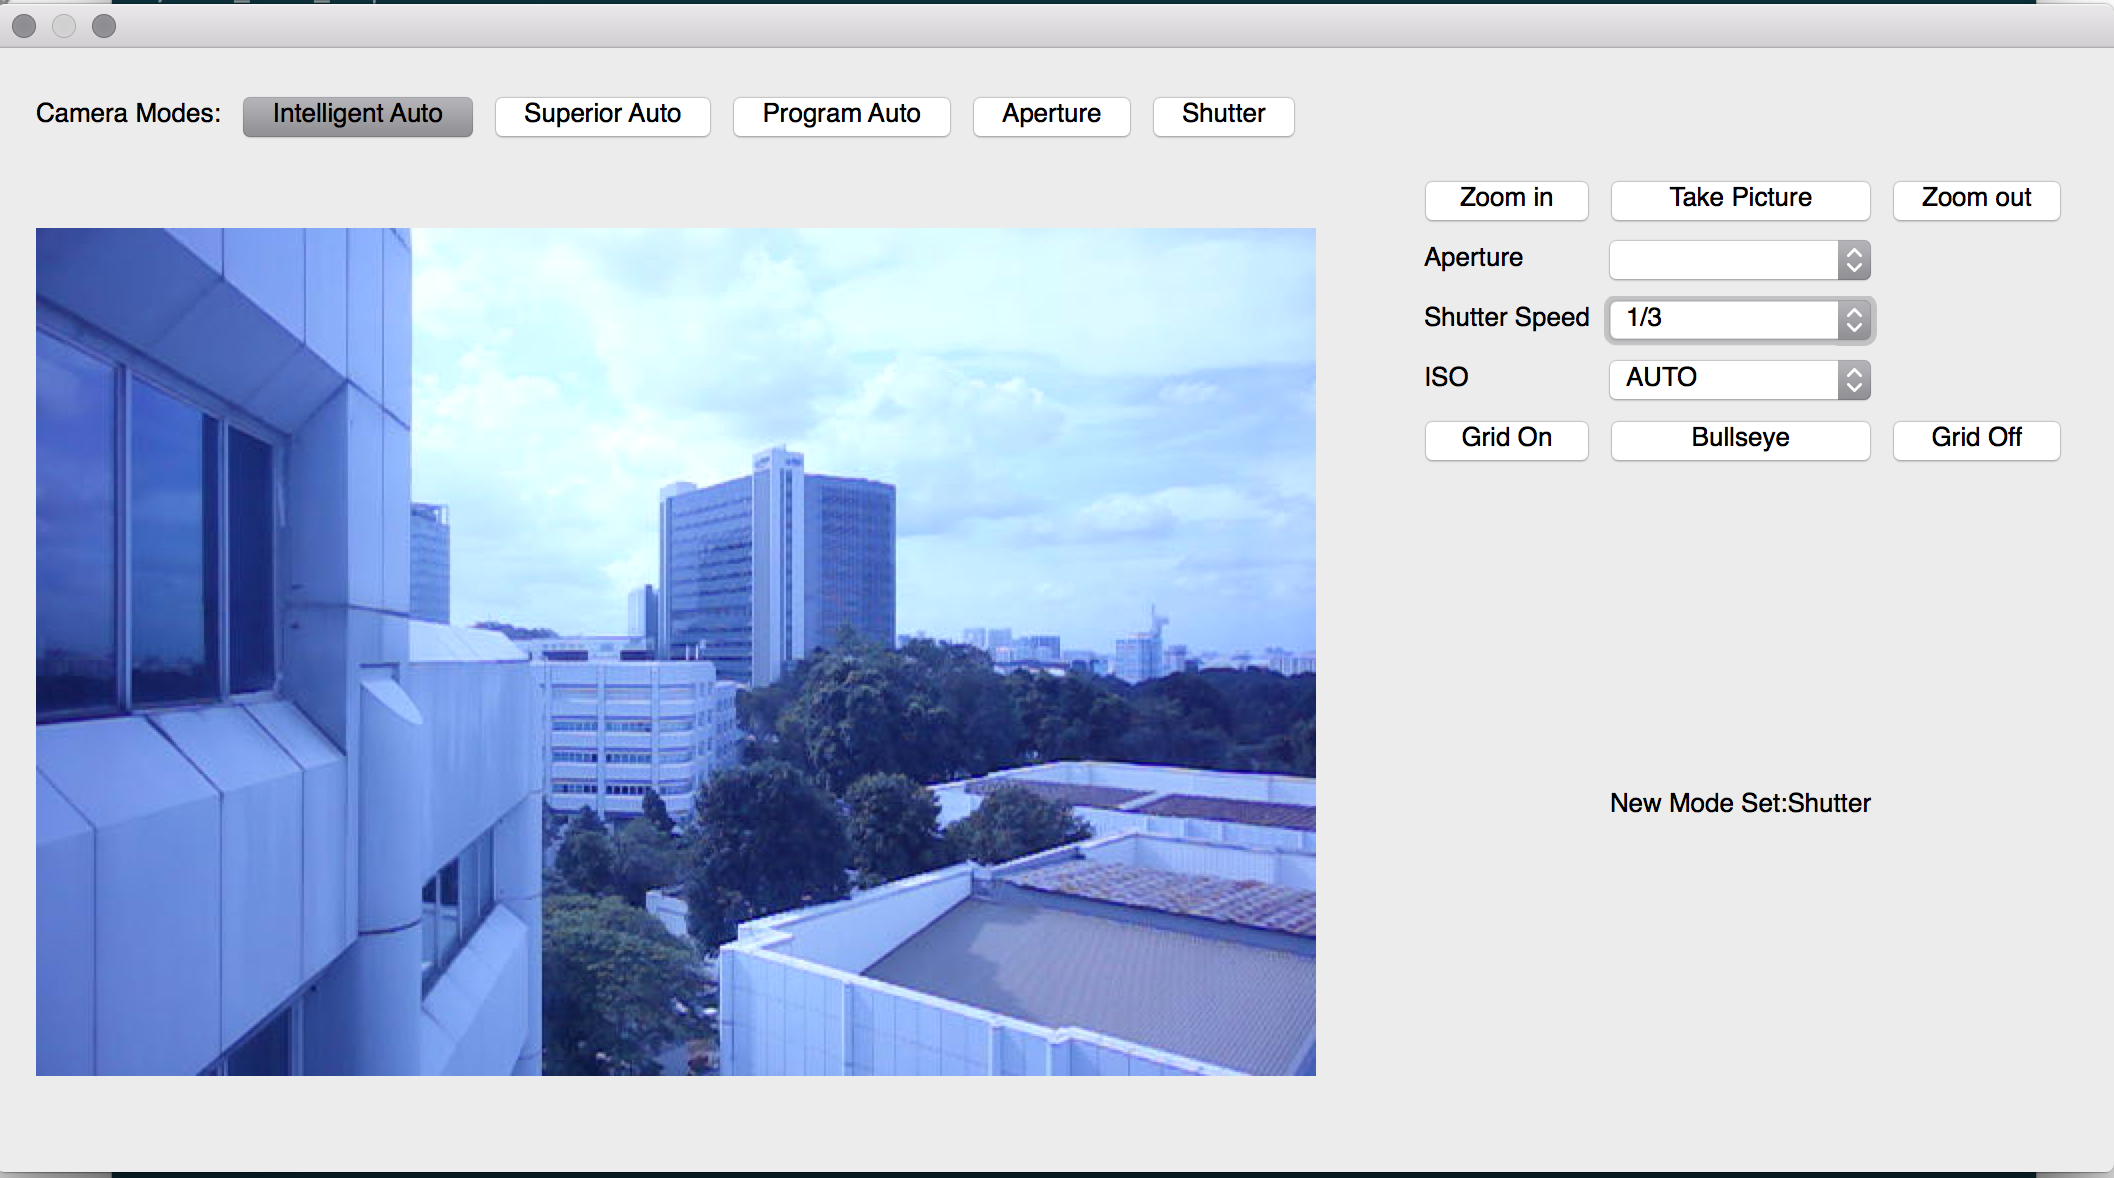 Camera Modes: Intelligent Auto Superior Auto Program Auto Aperture Shutter
Zoom in Take Picture Zoom out
Aperture
Shutter Speed 1/3
ISO AUTO
Grid On Bullseye Grid Off
New Mode Set:Shutter